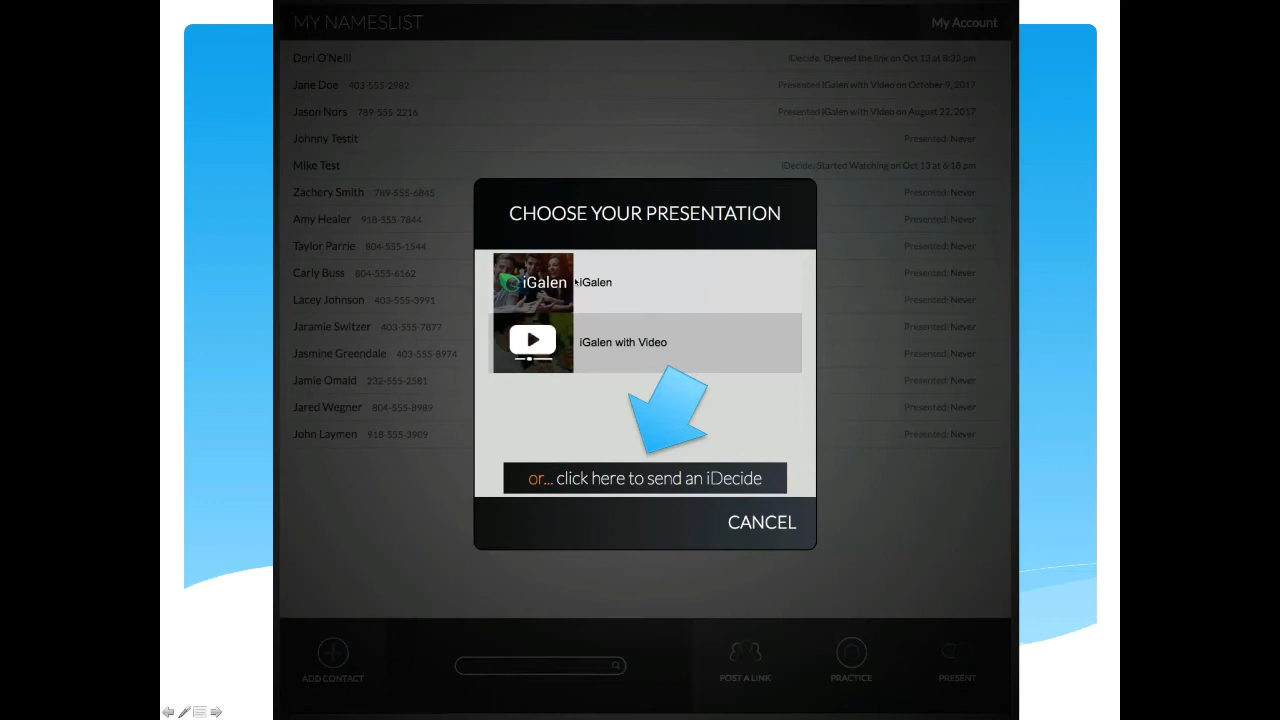 MY NAMESLIST My Account
Dori O'Neill iDecide: Opened the link on Oct 13 at 8:33 pm
Jane Doe 403-555-2982 Presented iGalen with Video on October 9, 2017
Jason Nors 789-555-2216 Presented iGalen with Video on August 22, 2017
Johnny Testit Presented: Never
Mike Test iDecide: Started Watching on Oct 13 at 6:18 pm
Zachery Smith 789-555-6845 Presented: Never
Amy Healer 918-555-7844 Presented: Never
Taylor Parrie 804-555-1544 Presented: Never
Carly Buss 804-555-6162 Presented: Never
Lacey Johnson 403-555-3991 Presented: Never
Jaramie Switzer 403-555-7877 Presented: Never
Jasmine Greendale 403-555-8974 Presented: Never
Jamie Omald 232-555-2581 Presented: Never
Jared Wegner 804-555-8989 Presented: Never
John Laymen 918-555-3909 Presented: Never
CHOOSE YOUR PRESENTATION
iGalen iGalen
iGalen with Video
or... click here to send an iDecide
CANCEL
ADD CONTACT POST A LINK PRACTICE PRESENT